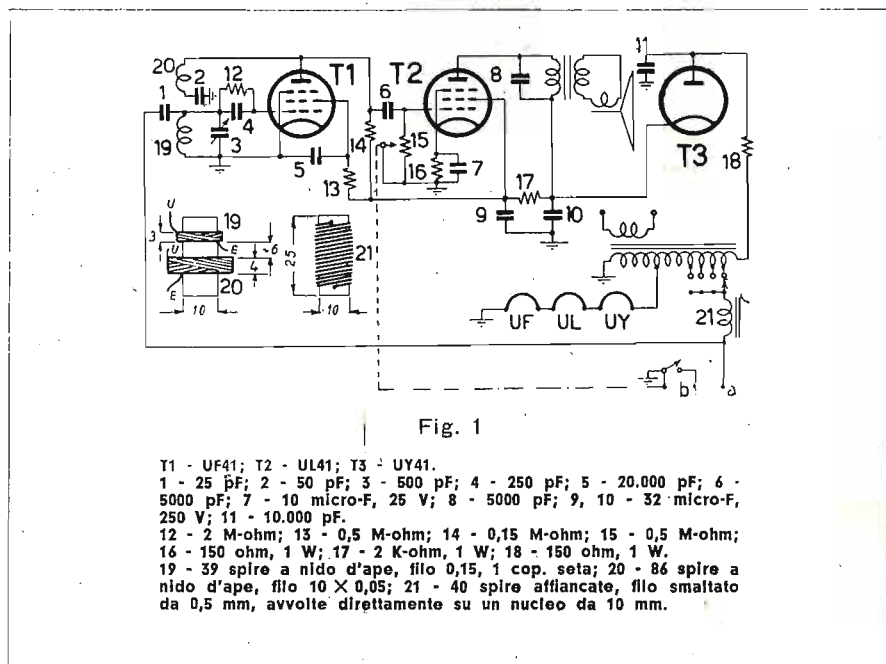 20
2
12
T1
T2
8
11
1
4
6
3
19
5
14
15
16
7
T3
18
13
17
9
10
U
19
3
E
6
U
4
20
E
10
25
21
10
UF UL UY
21
b
a
Fig. 1
T1 - UF41; T2 - UL41; T3 - UY41.
1 - 25 pF; 2 - 50 pF; 3 - 500 pF; 4 - 250 pF; 5 - 20.000 pF; 6 -
5000 pF; 7 - 10 micro-F, 25 V; 8 - 5000 pF; 9, 10 - 32 micro-F,
250 V; 11 - 10.000 pF.
12 - 2 M-ohm; 13 - 0,5 M-ohm; 14 - 0,15 M-ohm; 15 - 0,5 M-ohm;
16 - 150 ohm, 1 W; 17 - 2 K-ohm, 1 W; 18 - 150 ohm, 1 W.
19 - 39 spire a nido d'ape, filo 0,15, 1 cop. seta; 20 - 86 spire a
nido d'ape, filo 10 X 0,05; 21 - 40 spire affiancate, filo smaltato
da 0,5 mm, avvolte direttamente su un nucleo da 10 mm.